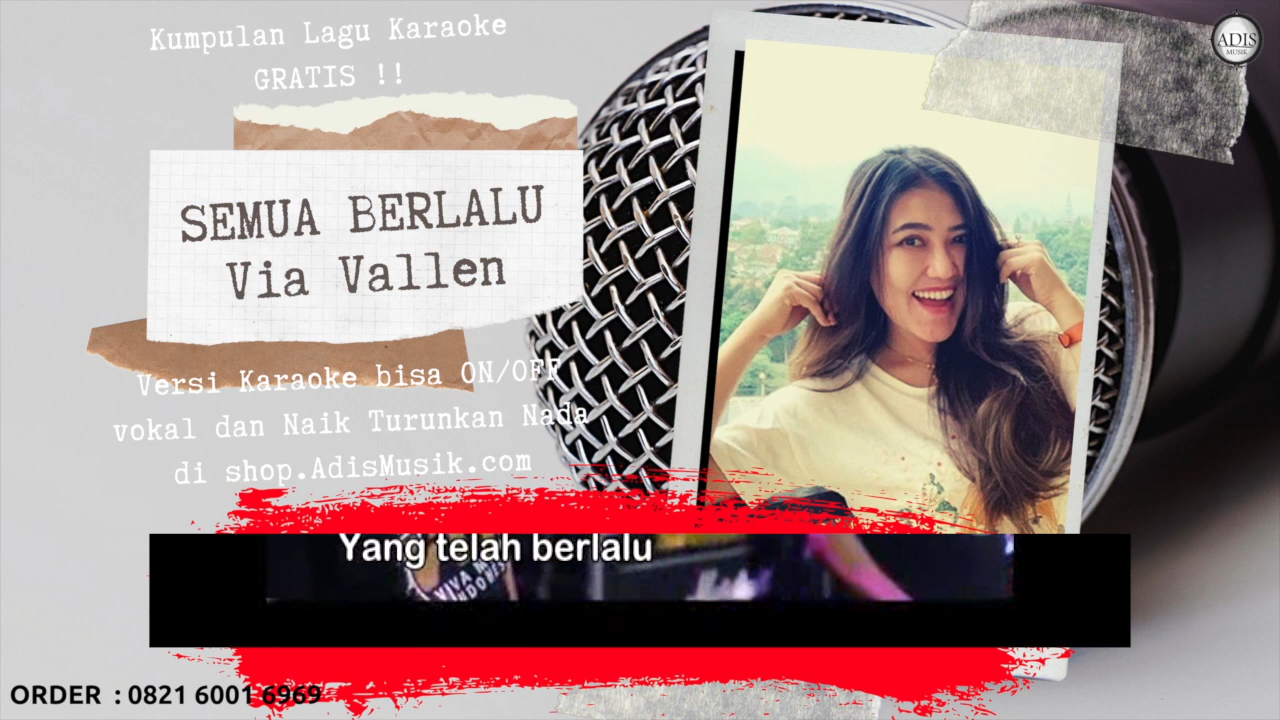 Kumpulan Lagu Karaoke
GRATIS !!
ADIS
MUSIK
SEMUA BERLALU
Via Vallen
Versi Karaoke bisa ON/OFF
vokal dan Naik Turunkan Nada
di shop.AdisMusik.com
Yang telah berlalu
ORDER : 0821 6001 6969